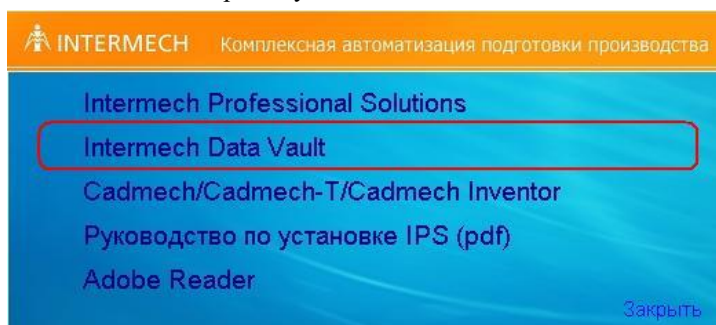 INTERMECH Комплексная автоматизация подготовки производства
Intermech Professional Solutions
Intermech Data Vault
Cadmech/Cadmech-T/Cadmech Inventor
Руководство по установке IPS (pdf)
Adobe Reader
Закрыть